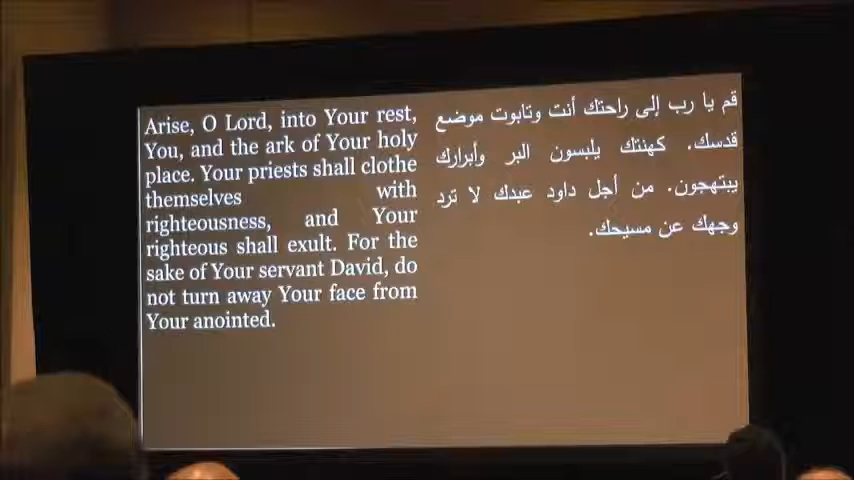 Arise, O Lord, into Your rest,
You, and the ark of Your holy
place. Your priests shall clothe
themselves with
righteousness, and Your
righteous shall exult. For the
sake of Your servant David, do
not turn away Your face from
Your anointed.
قم يا رب إلى راحتك أنت وتابوت موضع
قدسك. كهنتك يلبسون البر وأبرارك
يبتهجون. من أجل داود عبدك لا ترد
وجهك عن مسيحك.